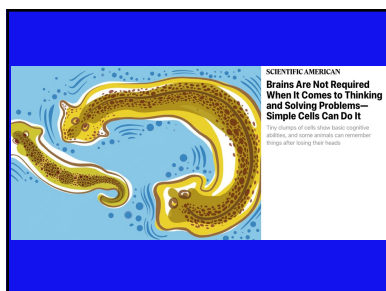 SCIENTIFIC AMERICAN
Brains Are Not Required
When It Comes to Thinking
and Solving Problems—
Simple Cells Can Do It
Tiny clumps of cells show basic cognitive
abilities, and some animals can remember
things after losing their heads